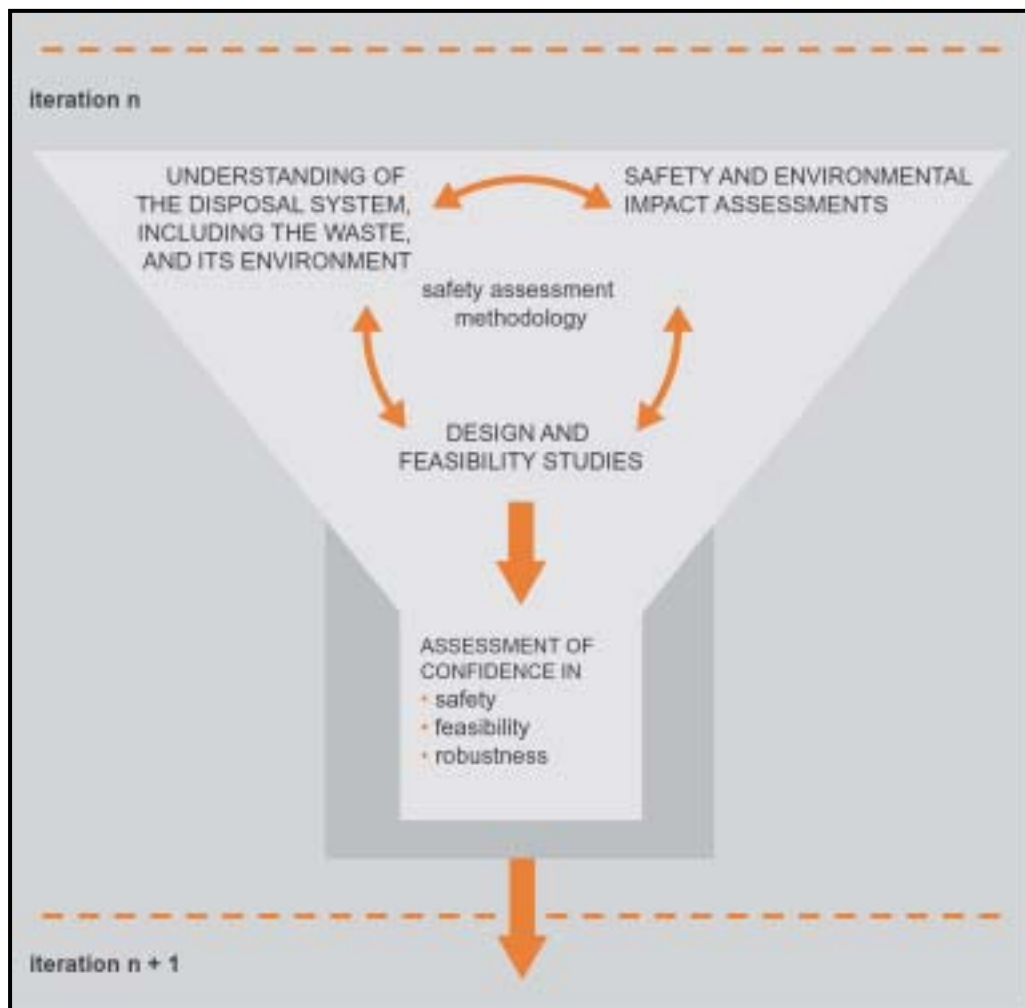 iteration n
UNDERSTANDING OF
THE DISPOSAL SYSTEM,
INCLUDING THE WASTE,
AND ITS ENVIRONMENT
SAFETY AND ENVIRONMENTAL
IMPACT ASSESSMENTS
safety assessment
methodology
DESIGN AND
FEASIBILITY STUDIES
ASSESSMENT OF
CONFIDENCE IN
• safety
• feasibility
• robustness
iteration n + 1